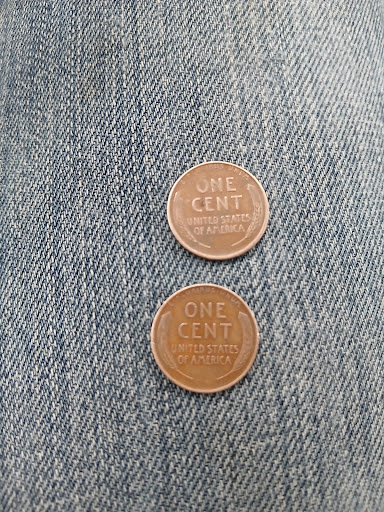 ONE
CENT
UNITED STATES
OF AMERICA
ONE
CENT
UNITED STATES
OF AMERICA